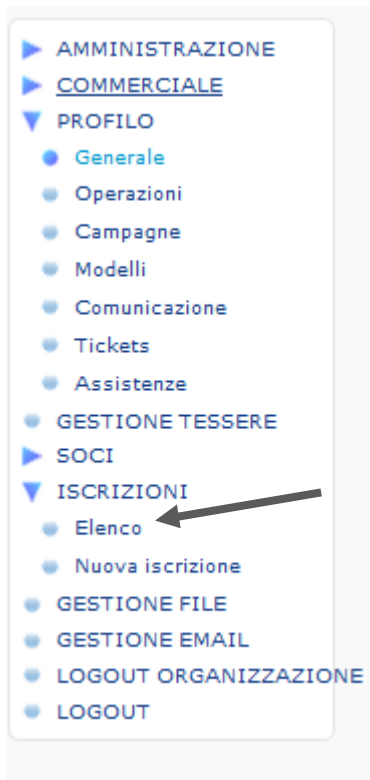 AMMINISTRAZIONE
COMMERCIALE
PROFILO
Generale
Operazioni
Campagne
Modelli
Comunicazione
Tickets
Assistenze
GESTIONE TESSERE
SOCI
ISCRIZIONI
Elenco
Nuova iscrizione
GESTIONE FILE
GESTIONE EMAIL
LOGOUT ORGANIZZAZIONE
LOGOUT